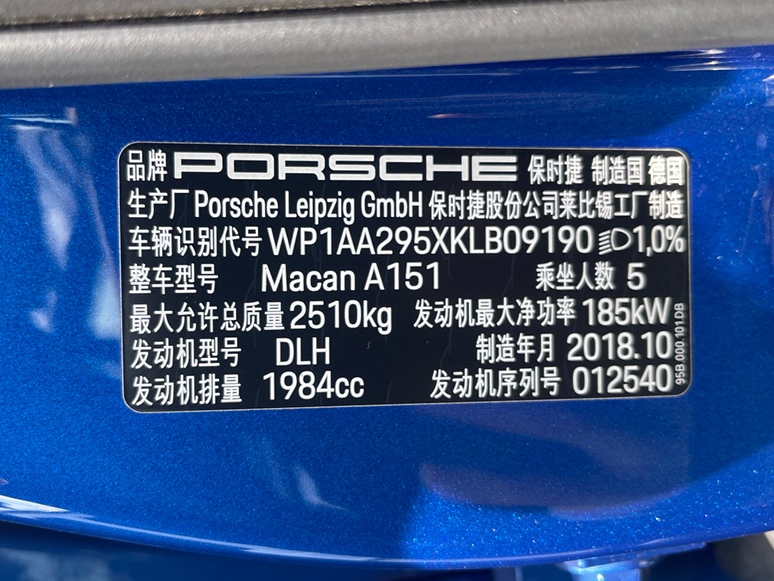 品牌 PORSCHE 保时捷 制造国 德国
生产厂 Porsche Leipzig GmbH 保时捷股份公司莱比锡工厂制造
车辆识别代号 WP1AA295XKLB09190 1,0%
整车型号 Macan A151 乘坐人数 5
最大允许总质量 2510kg 发动机最大净功率 185kW
发动机型号 DLH 制造年月 2018.10
发动机排量 1984cc 发动机序列号 012540
95B.000.101.DB